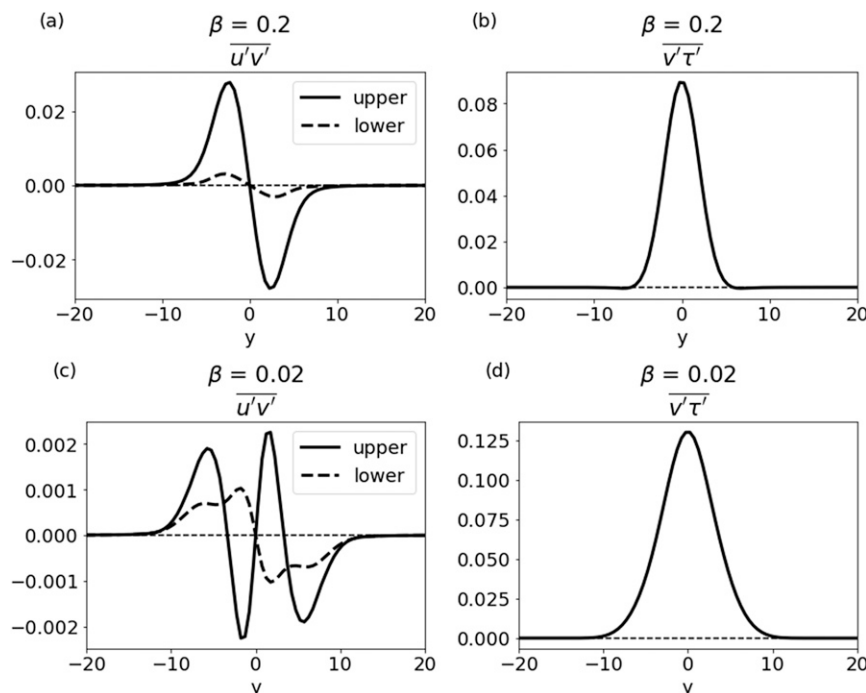 (a)
β = 0.2
u′v′
upper
lower
0.02
0.00
−0.02
−20
−10
0
10
20
y
(b)
β = 0.2
v′τ′
0.08
0.06
0.04
0.02
0.00
−20
−10
0
10
20
y
(c)
β = 0.02
u′v′
upper
lower
0.002
0.001
0.000
−0.001
−0.002
−20
−10
0
10
20
y
(d)
β = 0.02
v′τ′
0.125
0.100
0.075
0.050
0.025
0.000
−20
−10
0
10
20
y